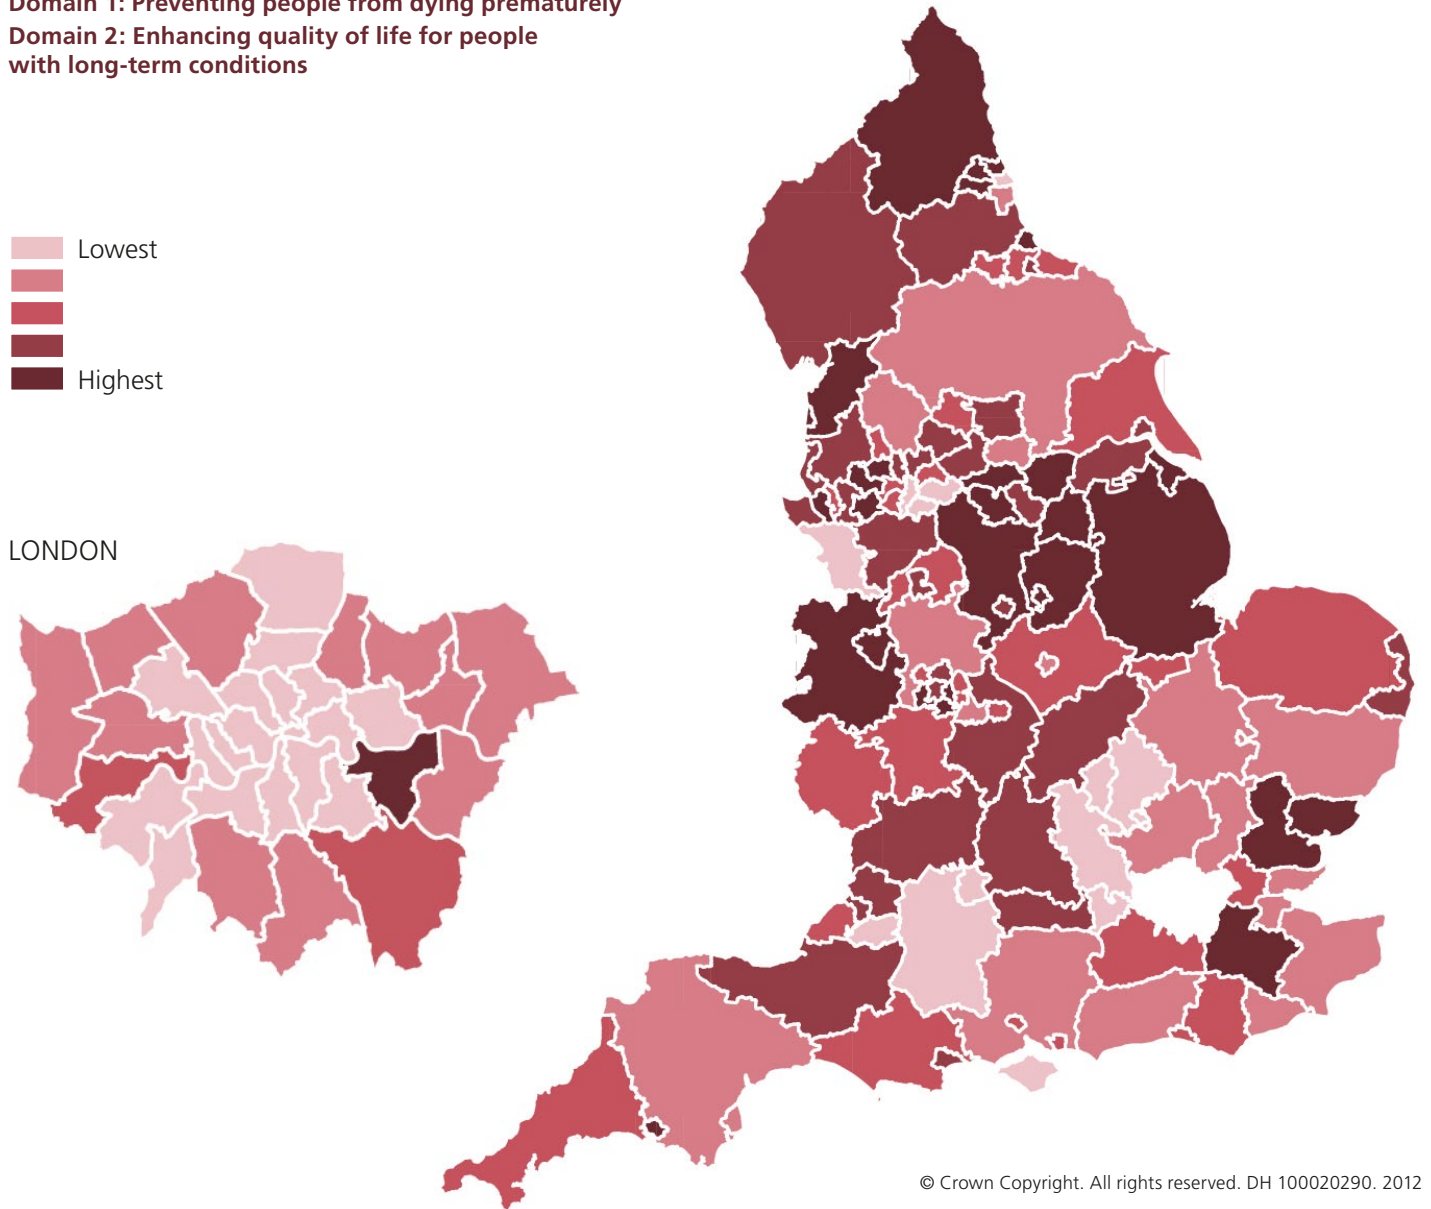 Domain 1: Preventing people from dying prematurely
Domain 2: Enhancing quality of life for people
with long-term conditions
Lowest
Highest
LONDON
© Crown Copyright. All rights reserved. DH 100020290. 2012